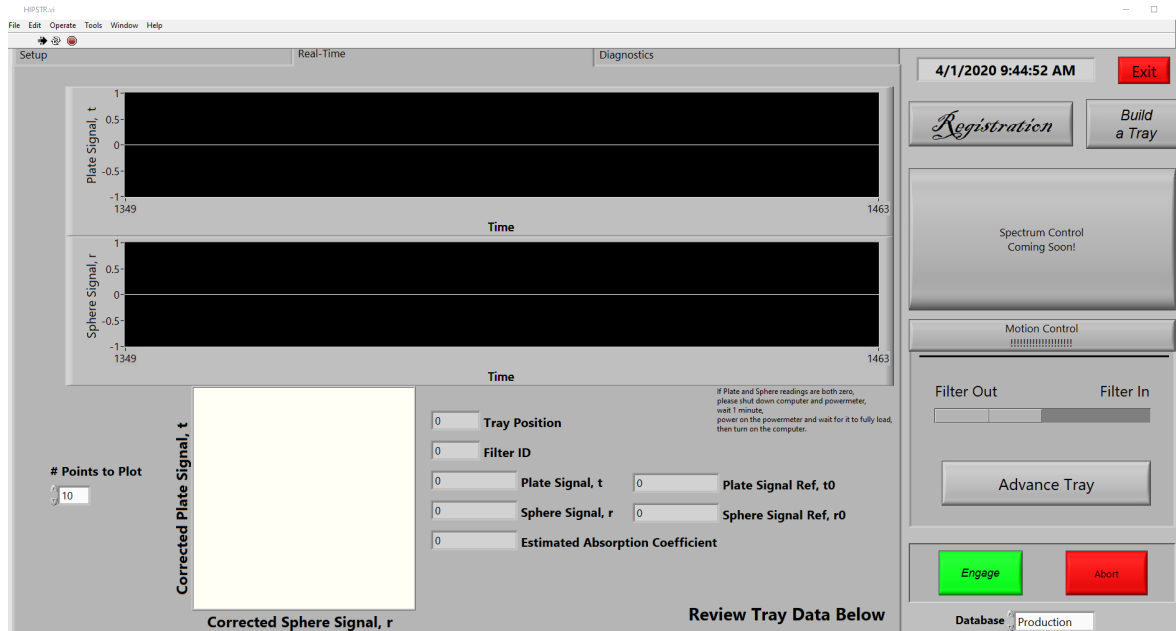 HIPSTR.vi
File Edit Operate Tools Window Help
Setup
Real-Time
Diagnostics
4/1/2020 9:44:52 AM
Exit
Registration
Build
a Tray
Plate Signal, t
1
0.5
0
-0.5
-1
1349
1463
Time
Spectrum Control
Coming Soon!
Sphere Signal, r
1
0.5
0
-0.5
-1
1349
1463
Time
Motion Control
!!!!!!!!!!!!!!!!!!!!
Filter Out
Filter In
Advance Tray
If Plate and Sphere readings are both zero,
please shut down computer and powermeter,
wait 1 minute,
power on the powermeter and wait for it to fully load,
then turn on the computer.
# Points to Plot
10
Corrected Plate Signal, t
Corrected Sphere Signal, r
0 Tray Position
0 Filter ID
0 Plate Signal, t
0 Plate Signal Ref, t0
0 Sphere Signal, r
0 Sphere Signal Ref, r0
0 Estimated Absorption Coefficient
Review Tray Data Below
Engage
Abort
Database Production